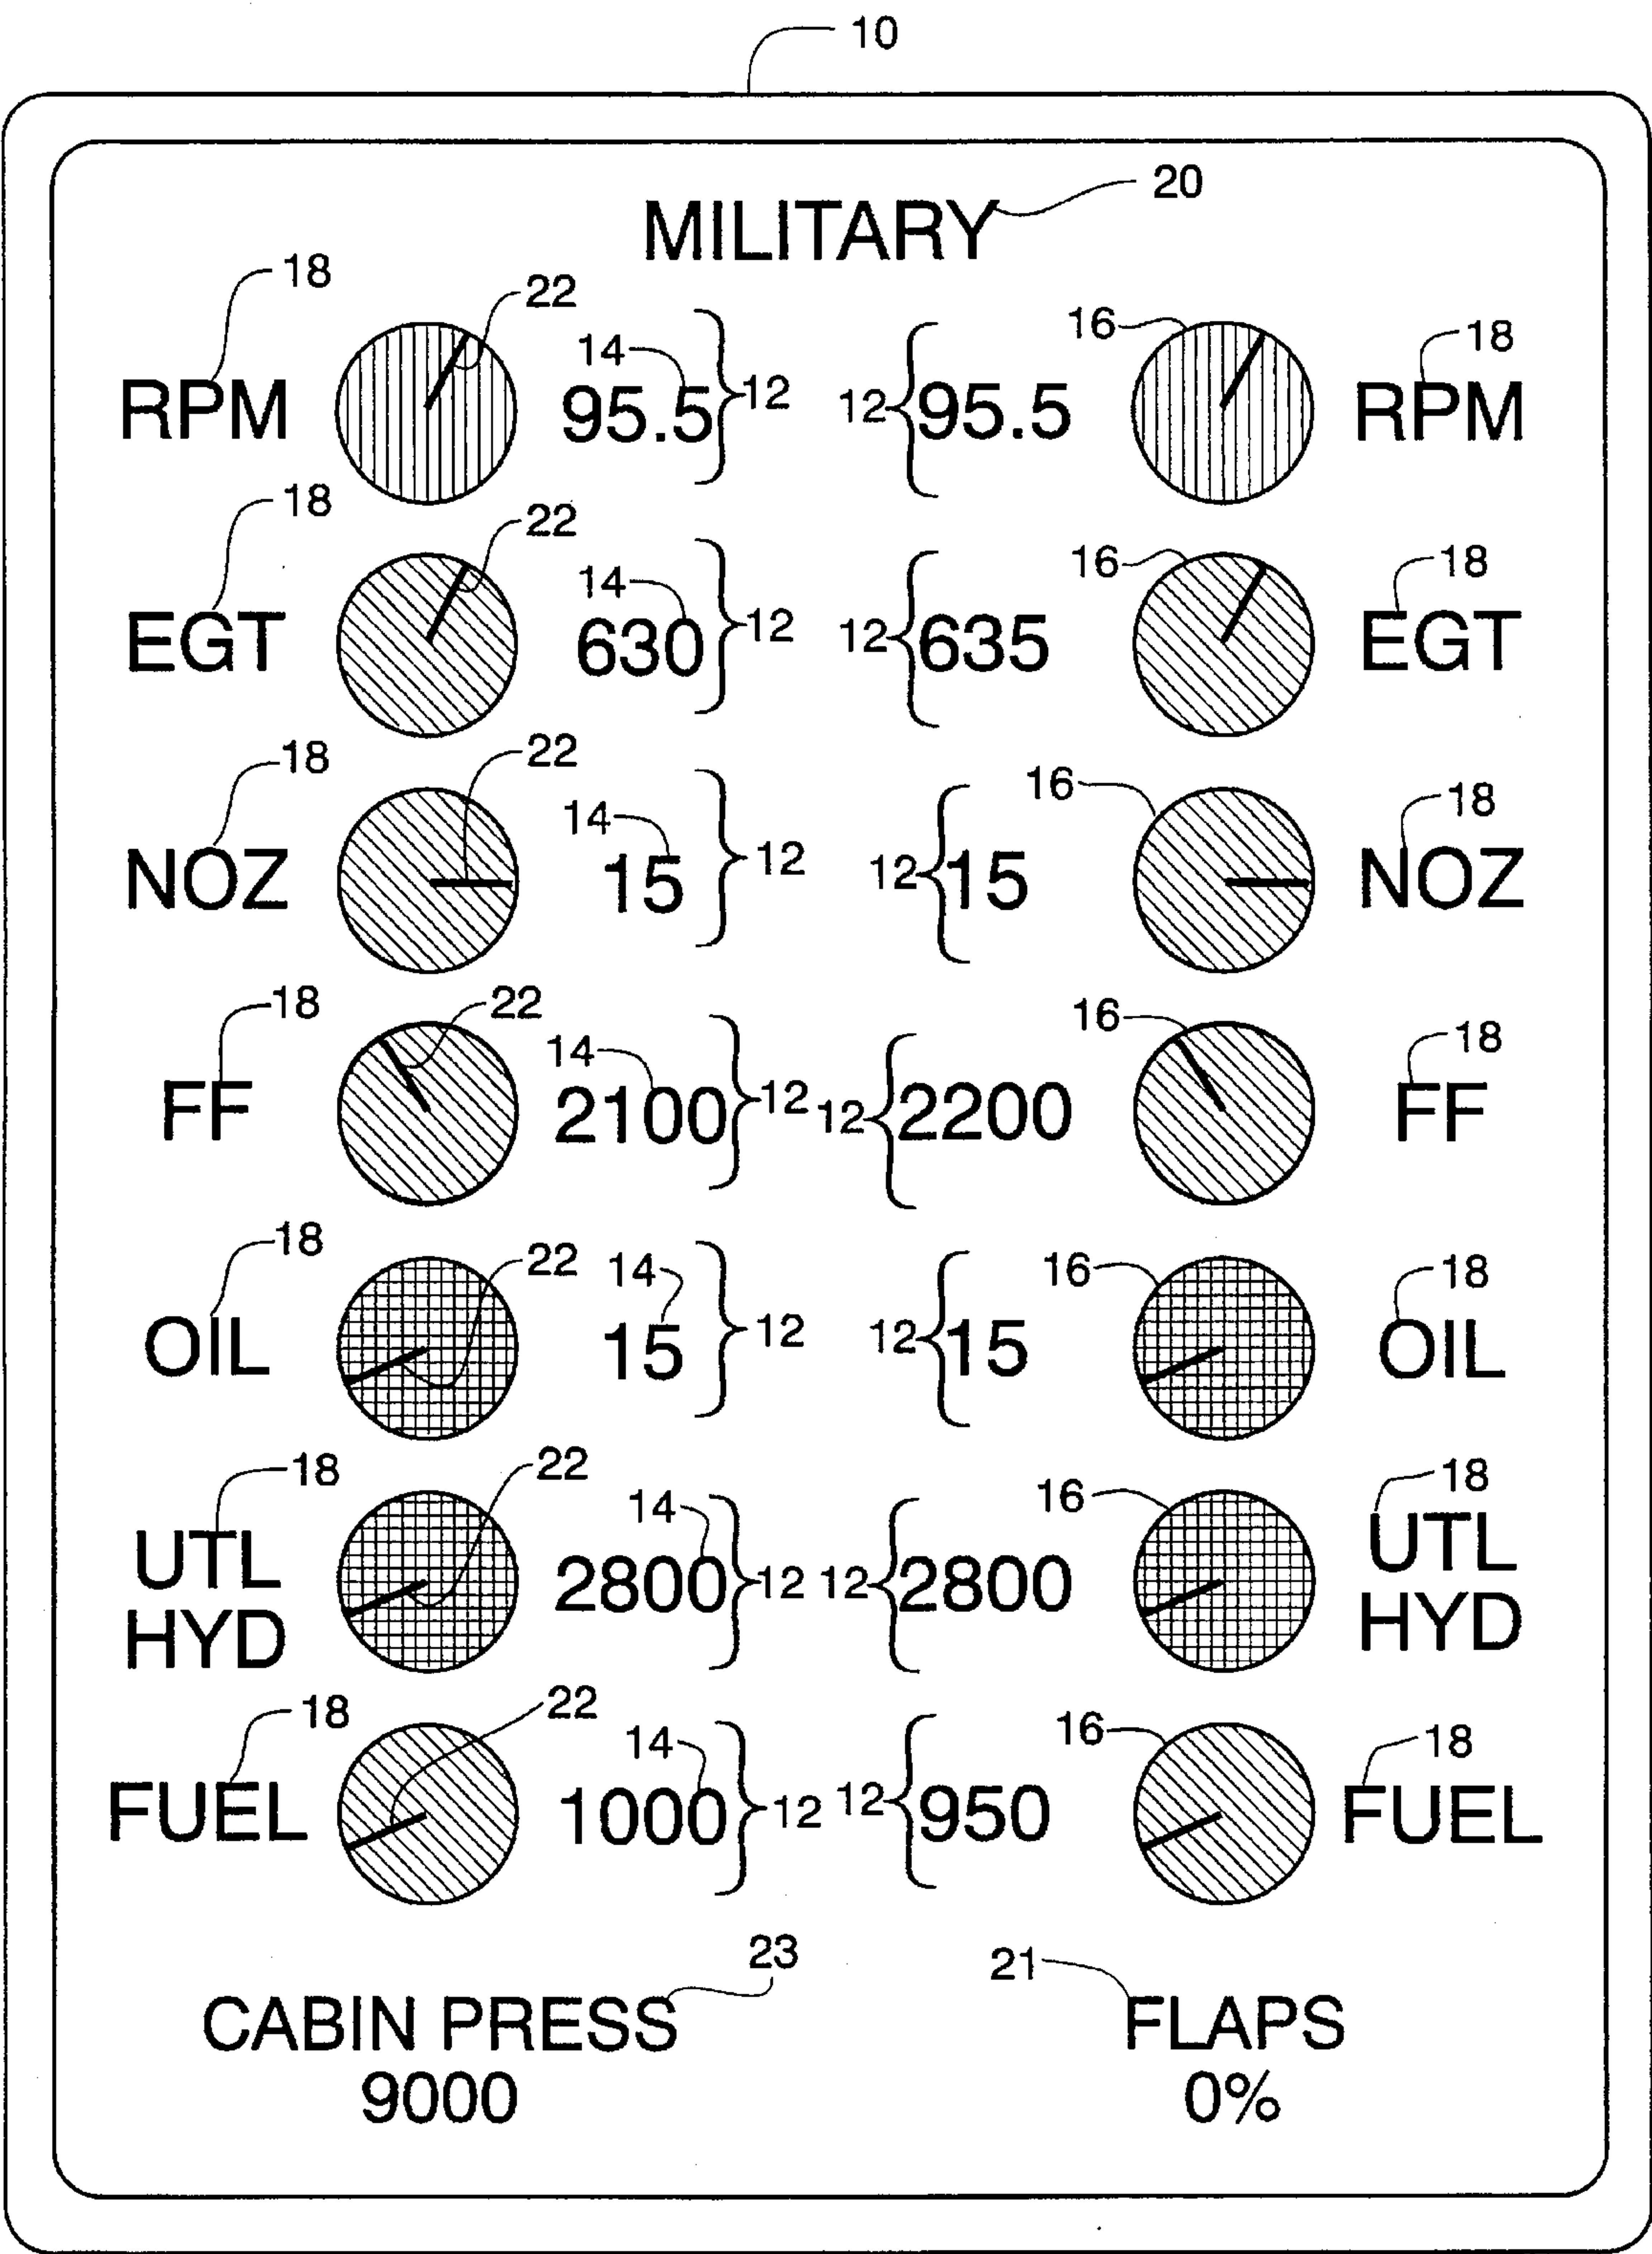 10
MILITARY 20
18 22 14 12 12 16 18
RPM 95.5 95.5 RPM
18 22 14 12 12 16 18
EGT 630 635 EGT
18 22 14 12 12 16 18
NOZ 15 15 NOZ
18 22 14 12 12 16 18
FF 2100 2200 FF
18 22 14 12 12 16 18
OIL 15 15 OIL
18 22 14 12 12 16 18
UTL 2800 2800 UTL
HYD HYD
18 22 14 12 12 16 18
FUEL 1000 950 FUEL
23 21
CABIN PRESS FLAPS
9000 0%